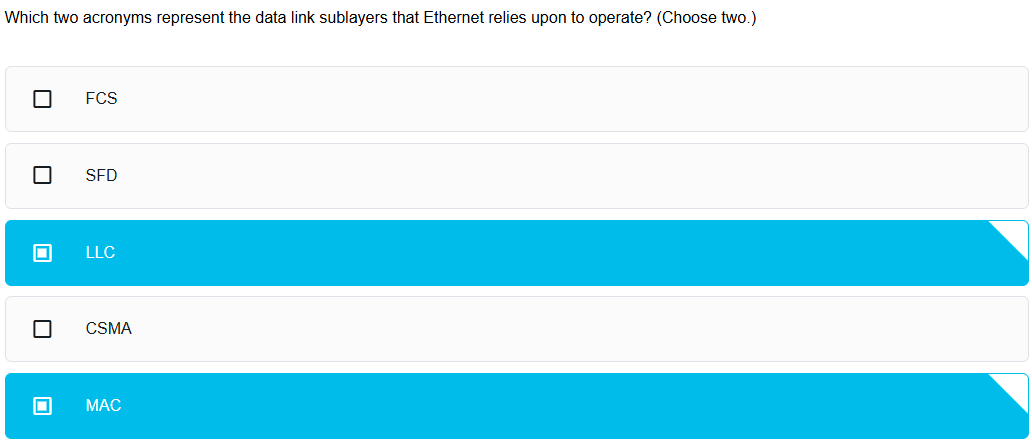 Which two acronyms represent the data link sublayers that Ethernet relies upon to operate? (Choose two.)
FCS
SFD
LLC
CSMA
MAC